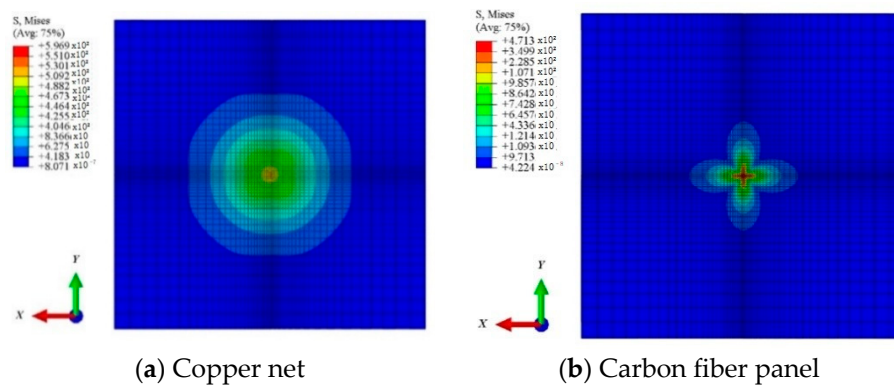 S, Mises
(Avg: 75%)
+5.969 x10²
+5.510 x10²
+5.301 x10²
+5.092 x10²
+4.882 x10²
+4.673 x10²
+4.464 x10²
+4.255 x10²
+4.046 x10²
+8.366 x10
+6.275 x10
+4.183 x10
+8.071
Y
X
(a) Copper net
S, Mises
(Avg: 75%)
+4.713 x10²
+3.499 x10²
+2.285 x10²
+1.071 x10²
+9.857 x10
+8.642 x10
+7.428 x10
+6.457 x10
+4.336 x10
+1.214 x10
+1.093 x10
+9.713
+4.224
Y
X
(b) Carbon fiber panel